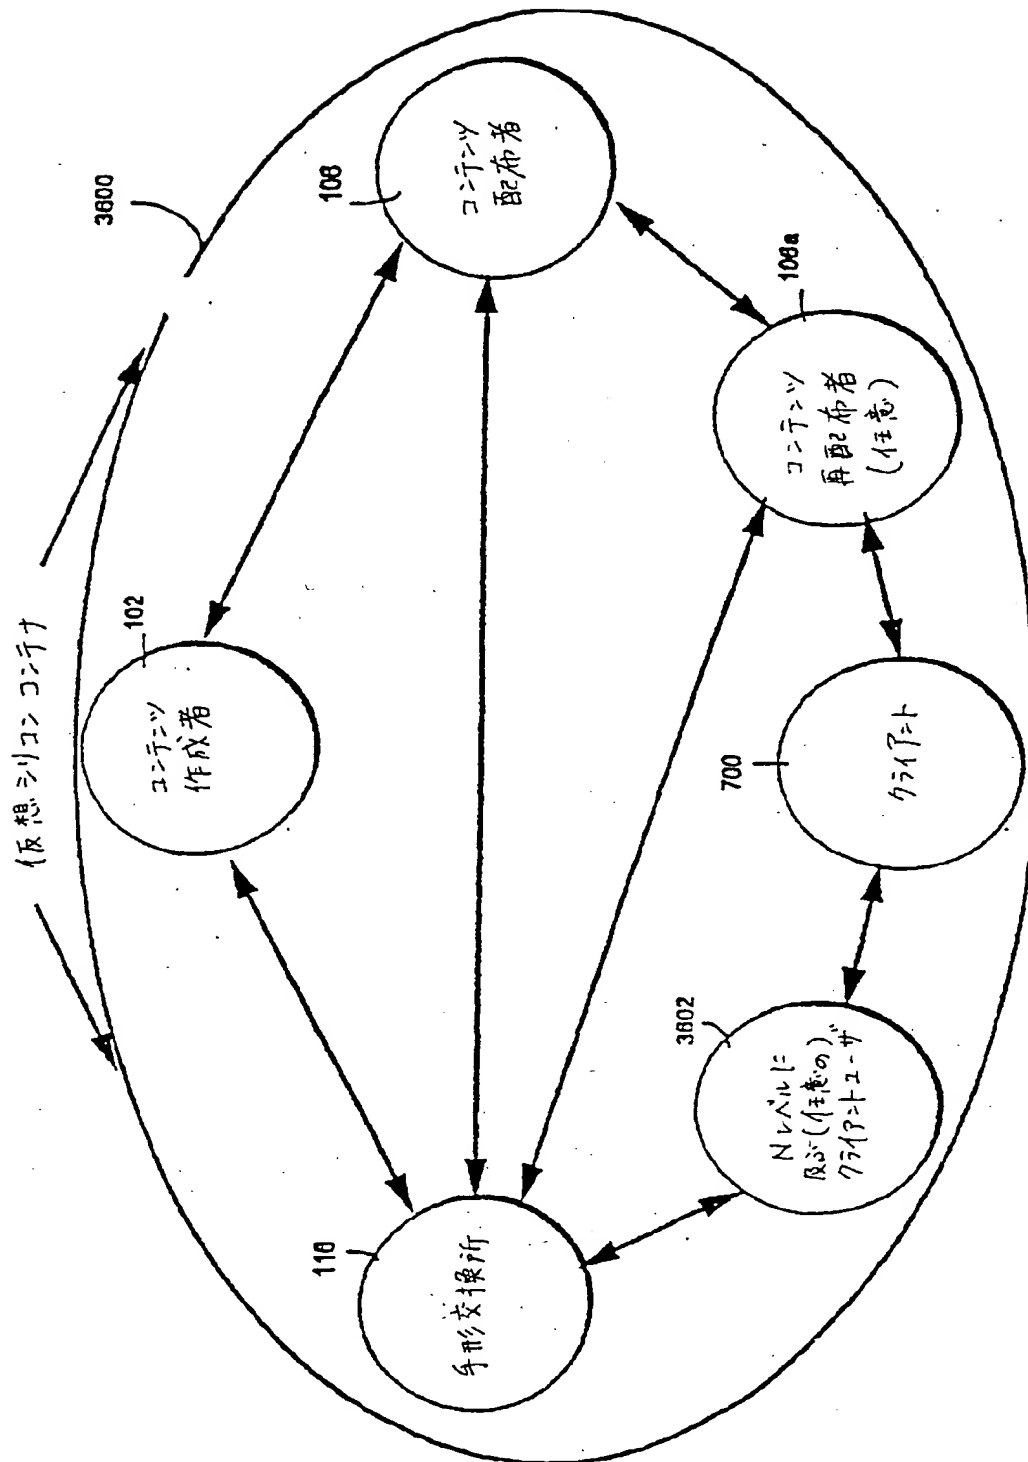 仮想シリコンコンテナ
3600
102
コンテンツ
作成者
106
コンテンツ
配布者
116
手形交換所
106a
コンテンツ
再配布者
(任意)
3602
Nレベルに
及ぶ(任意の)
クライアントユーザ
700
クライアント